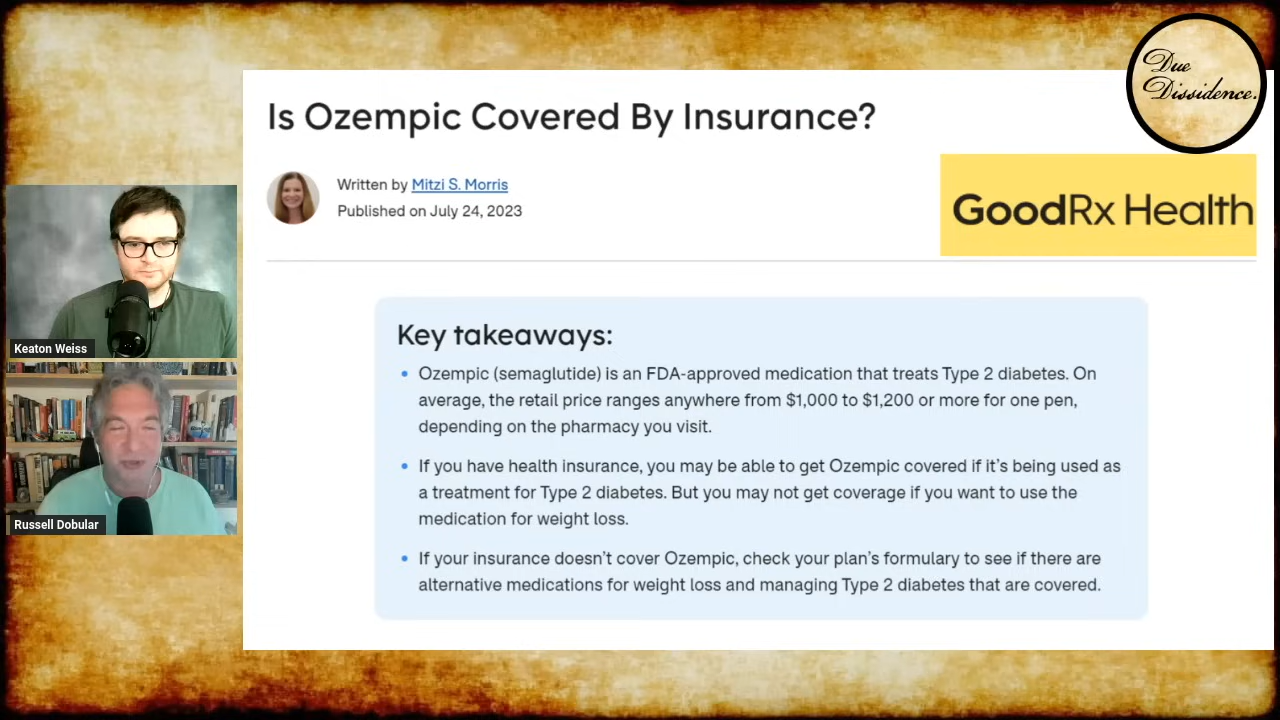 Due
Dissidence.
Is Ozempic Covered By Insurance?
Written by Mitzi S. Morris
Published on July 24, 2023
GoodRx Health
Key takeaways:
• Ozempic (semaglutide) is an FDA-approved medication that treats Type 2 diabetes. On
average, the retail price ranges anywhere from $1,000 to $1,200 or more for one pen,
depending on the pharmacy you visit.
• If you have health insurance, you may be able to get Ozempic covered if it's being used as
a treatment for Type 2 diabetes. But you may not get coverage if you want to use the
medication for weight loss.
• If your insurance doesn't cover Ozempic, check your plan's formulary to see if there are
alternative medications for weight loss and managing Type 2 diabetes that are covered.
Keaton Weiss
Russell Dobular